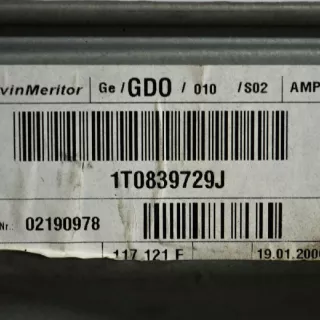 vinMeritor Ge / GDO / 010 / S02 AMP
1T0839729J
Nr.: 02190978
117 121 F 19.01.200